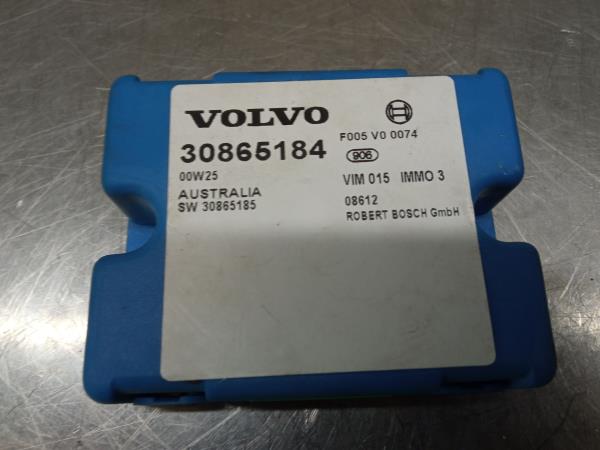 VOLVO
30865184
00W25
AUSTRALIA
SW 30865185
F005 V0 0074
906
VIM 015 IMMO 3
08612
ROBERT BOSCH GmbH